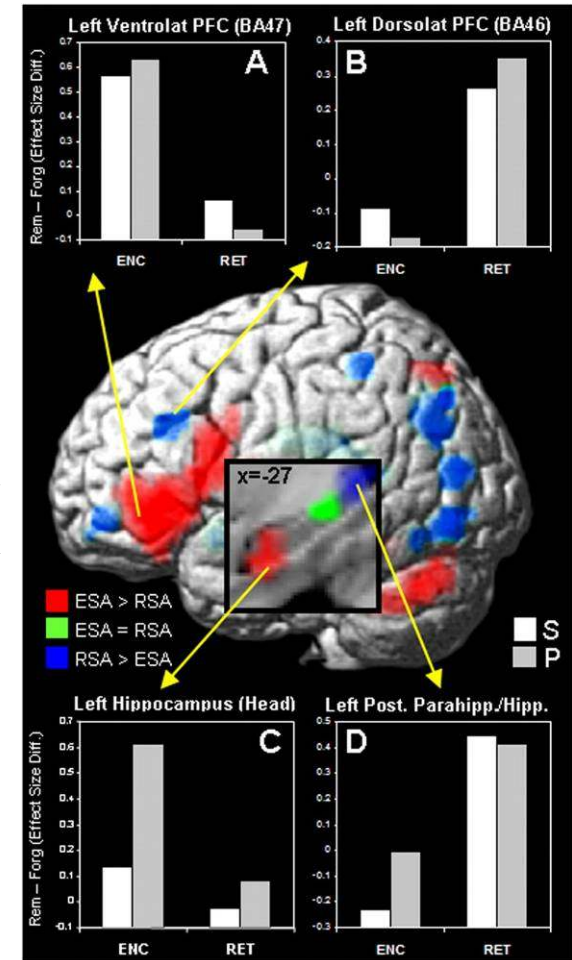 Left Ventrolat PFC (BA47)
A
Rem – Forg (Effect Size Diff.)
0.7
0.6
0.5
0.4
0.3
0.2
0.1
0
-0.1
ENC RET
Left Dorsolat PFC (BA46)
B
0.4
0.3
0.2
0.1
0
-0.1
-0.2
ENC RET
x=-27
ESA > RSA
ESA = RSA
RSA > ESA
S
P
Left Hippocampus (Head)
C
Rem – Forg (Effect Size Diff.)
0.7
0.6
0.5
0.4
0.3
0.2
0.1
0
-0.1
ENC RET
Left Post. Parahipp./Hipp.
D
0.5
0.4
0.3
0.2
0.1
0
-0.1
-0.2
-0.3
ENC RET